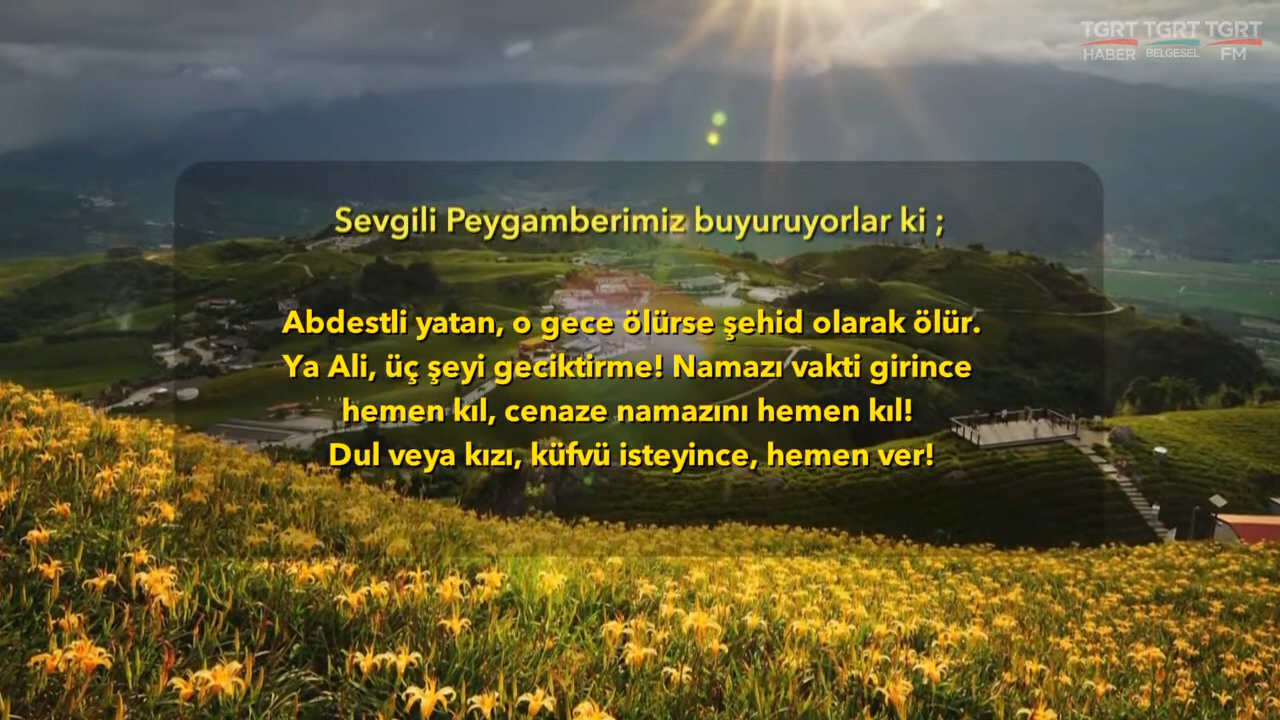 TGRT TGRT TGRT
HABER BELGESEL FM
Sevgili Peygamberimiz buyuruyorlar ki ;
Abdestli yatan, o gece ölürse şehid olarak ölür.
Ya Ali, üç şeyi geciktirme! Namazı vakti girince
hemen kıl, cenaze namazını hemen kıl!
Dul veya kızı, küfvü isteyince, hemen ver!